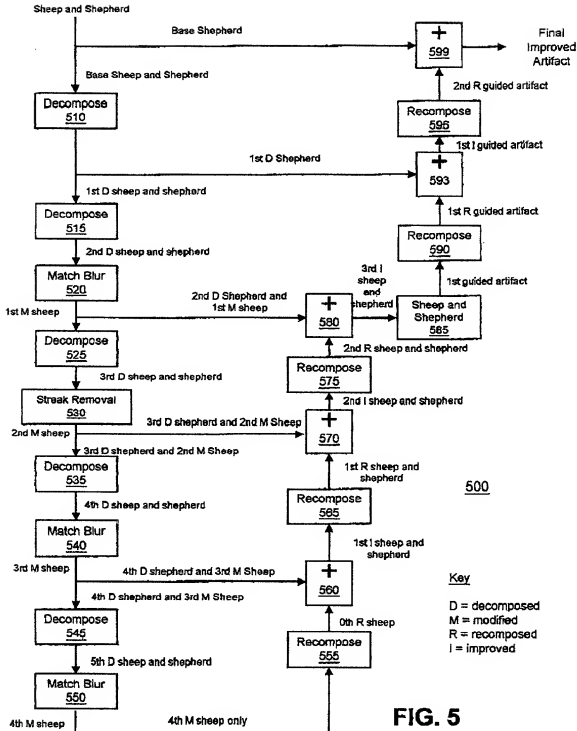 Sheep and Shepherd
Base Shepherd
+
599
Final
Improved
Artifact
Base Sheep and Shepherd
2nd R guided artifact
Decompose
510
Recompose
596
1st I guided artifact
1st D Shepherd
+
593
1st D sheep and shepherd
1st R guided artifact
Decompose
515
Recompose
590
2nd D sheep and shepherd
1st guided artifact
Match Blur
520
2nd D Shepherd and
1st M sheep
+
580
3rd I
sheep
and
shepherd
Sheep and
Shepherd
585
1st M sheep
Decompose
525
2nd R sheep and shepherd
Recompose
575
3rd D sheep and shepherd
2nd I sheep and shepherd
Streak Removal
530
3rd D shepherd and 2nd M Sheep
+
570
2nd M sheep
3rd D shepherd and 2nd M Sheep
1st R sheep and
shepherd
Decompose
535
500
Recompose
565
4th D sheep and shepherd
Match Blur
540
1st I sheep and
shepherd
3rd M sheep
4th D shepherd and 3rd M Sheep
+
560
4th D shepherd and 3rd M Sheep
Key
D = decomposed
M = modified
R = recomposed
I = improved
Decompose
545
0th R sheep
Recompose
555
5th D sheep and shepherd
Match Blur
550
4th M sheep
4th M sheep only
FIG. 5